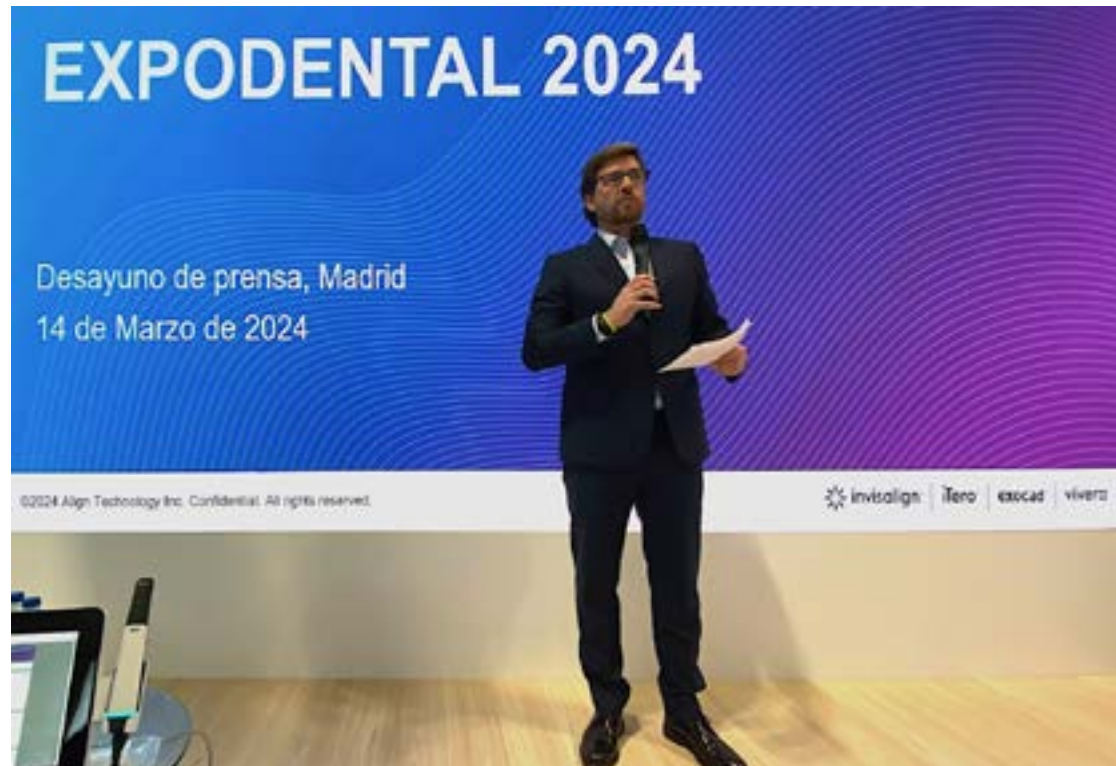 EXPODENTAL 2024
Desayuno de prensa, Madrid
14 de Marzo de 2024
©2024 Align Technology Inc. Confidential. All rights reserved.
invisalign | iTero | exocad | vivera